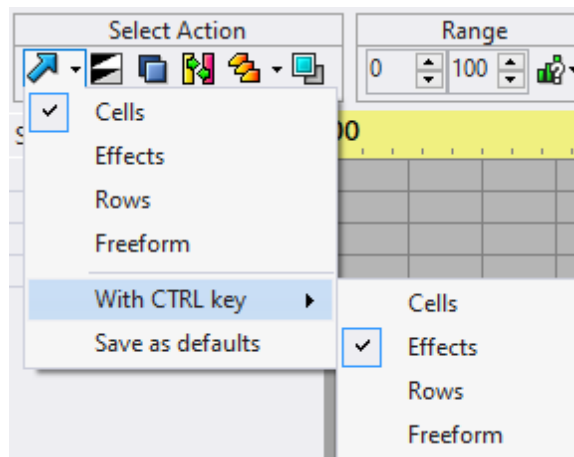 Select Action
Range
0
100
Cells
Effects
Rows
Freeform
With CTRL key
Save as defaults
Cells
Effects
Rows
Freeform